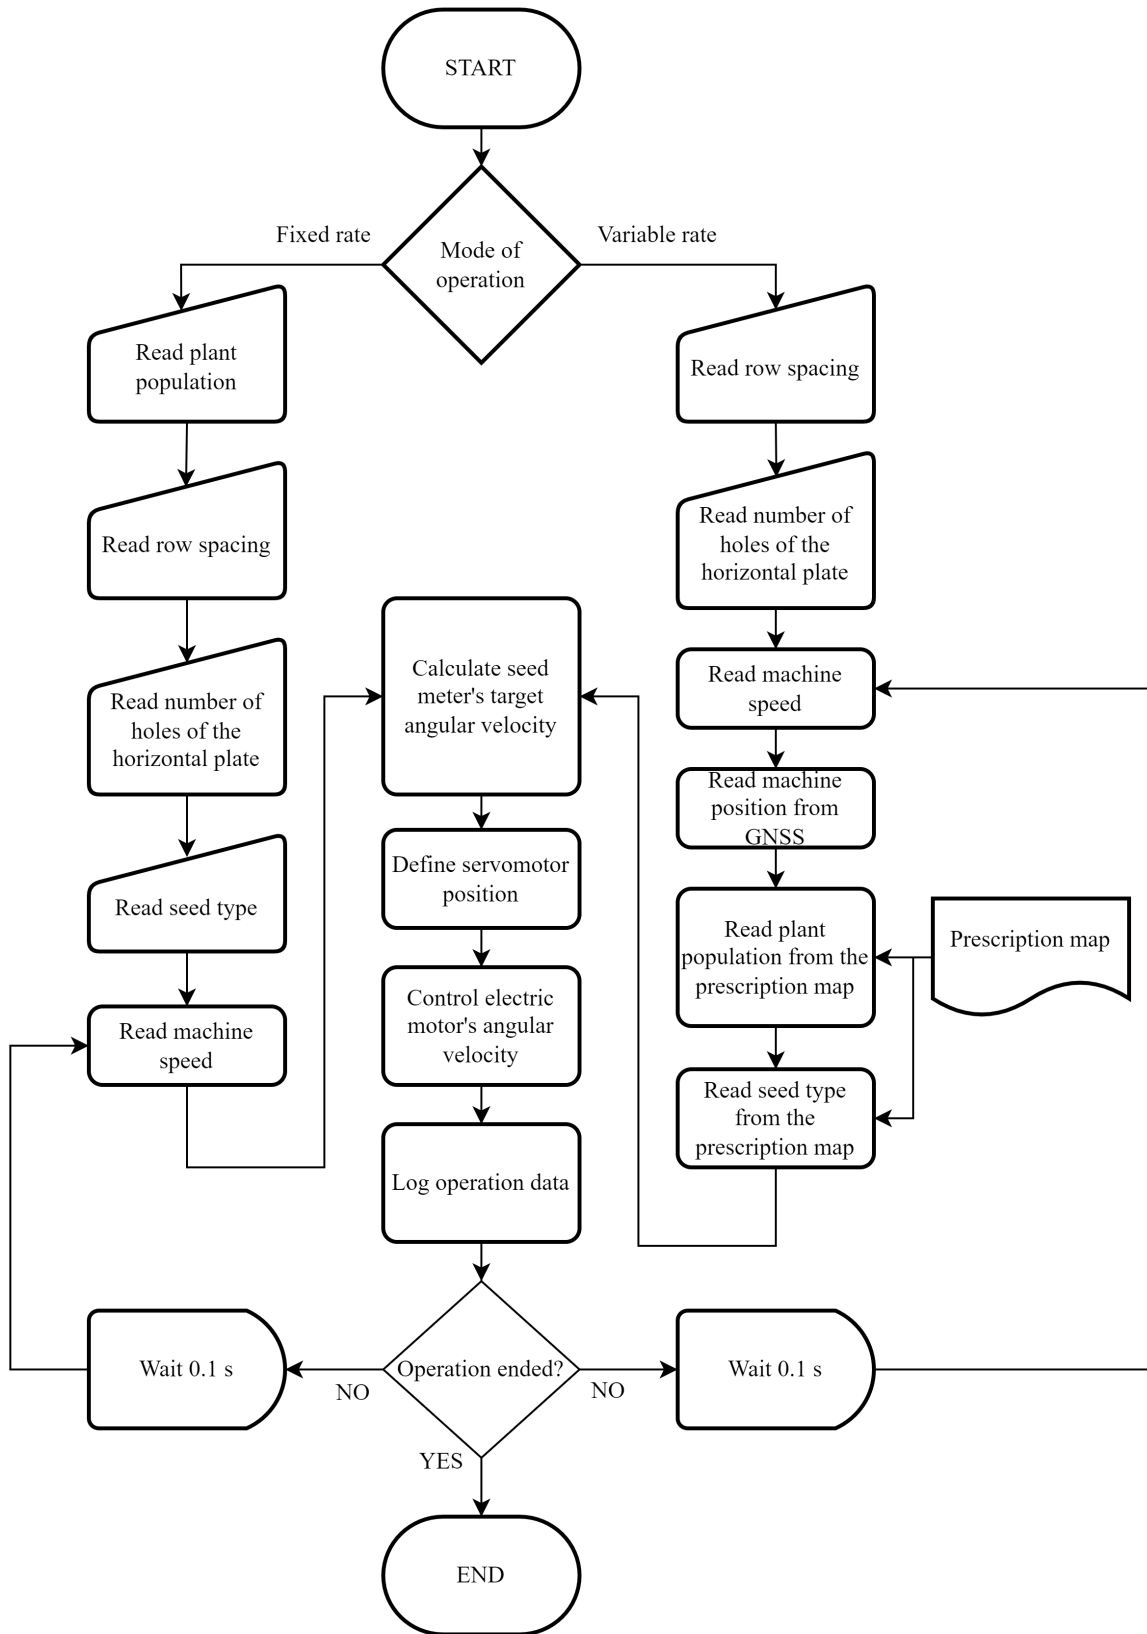 START
Mode of
operation
Fixed rate
Variable rate
Read plant
population
Read row spacing
Read number of
holes of the
horizontal plate
Read seed type
Read machine
speed
Read row spacing
Read number of
holes of the
horizontal plate
Read machine
speed
Read machine
position from
GNSS
Read plant
population from the
prescription map
Prescription map
Read seed type
from the
prescription map
Calculate seed
meter's target
angular velocity
Define servomotor
position
Control electric
motor's angular
velocity
Log operation data
Operation ended?
NO
Wait 0.1 s
NO
Wait 0.1 s
YES
END